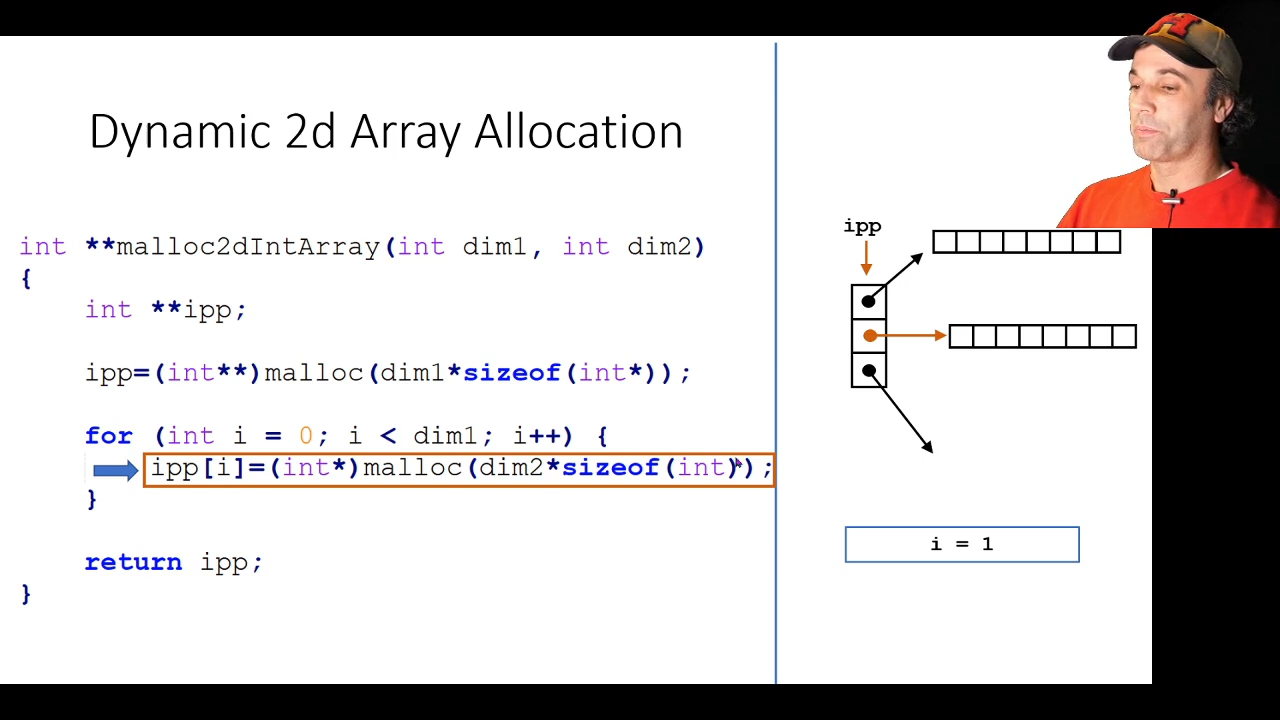 Dynamic 2d Array Allocation
int **malloc2dIntArray(int dim1, int dim2)
{
int **ipp;
ipp=(int**)malloc(dim1*sizeof(int*));
for (int i = 0; i < dim1; i++) {
ipp[i]=(int*)malloc(dim2*sizeof(int));
}
return ipp;
}
ipp
i = 1
H